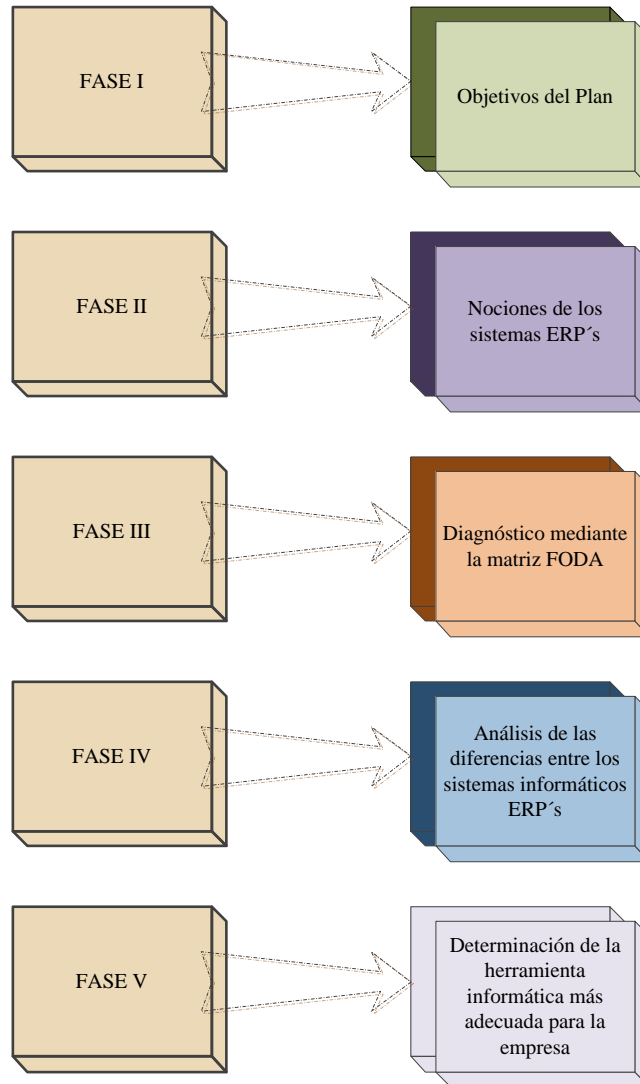 FASE I
Objetivos del Plan
FASE II
Nociones de los
sistemas ERP´s
FASE III
Diagnóstico mediante
la matriz FODA
FASE IV
Análisis de las
diferencias entre los
sistemas informáticos
ERP´s
FASE V
Determinación de la
herramienta
informática más
adecuada para la
empresa